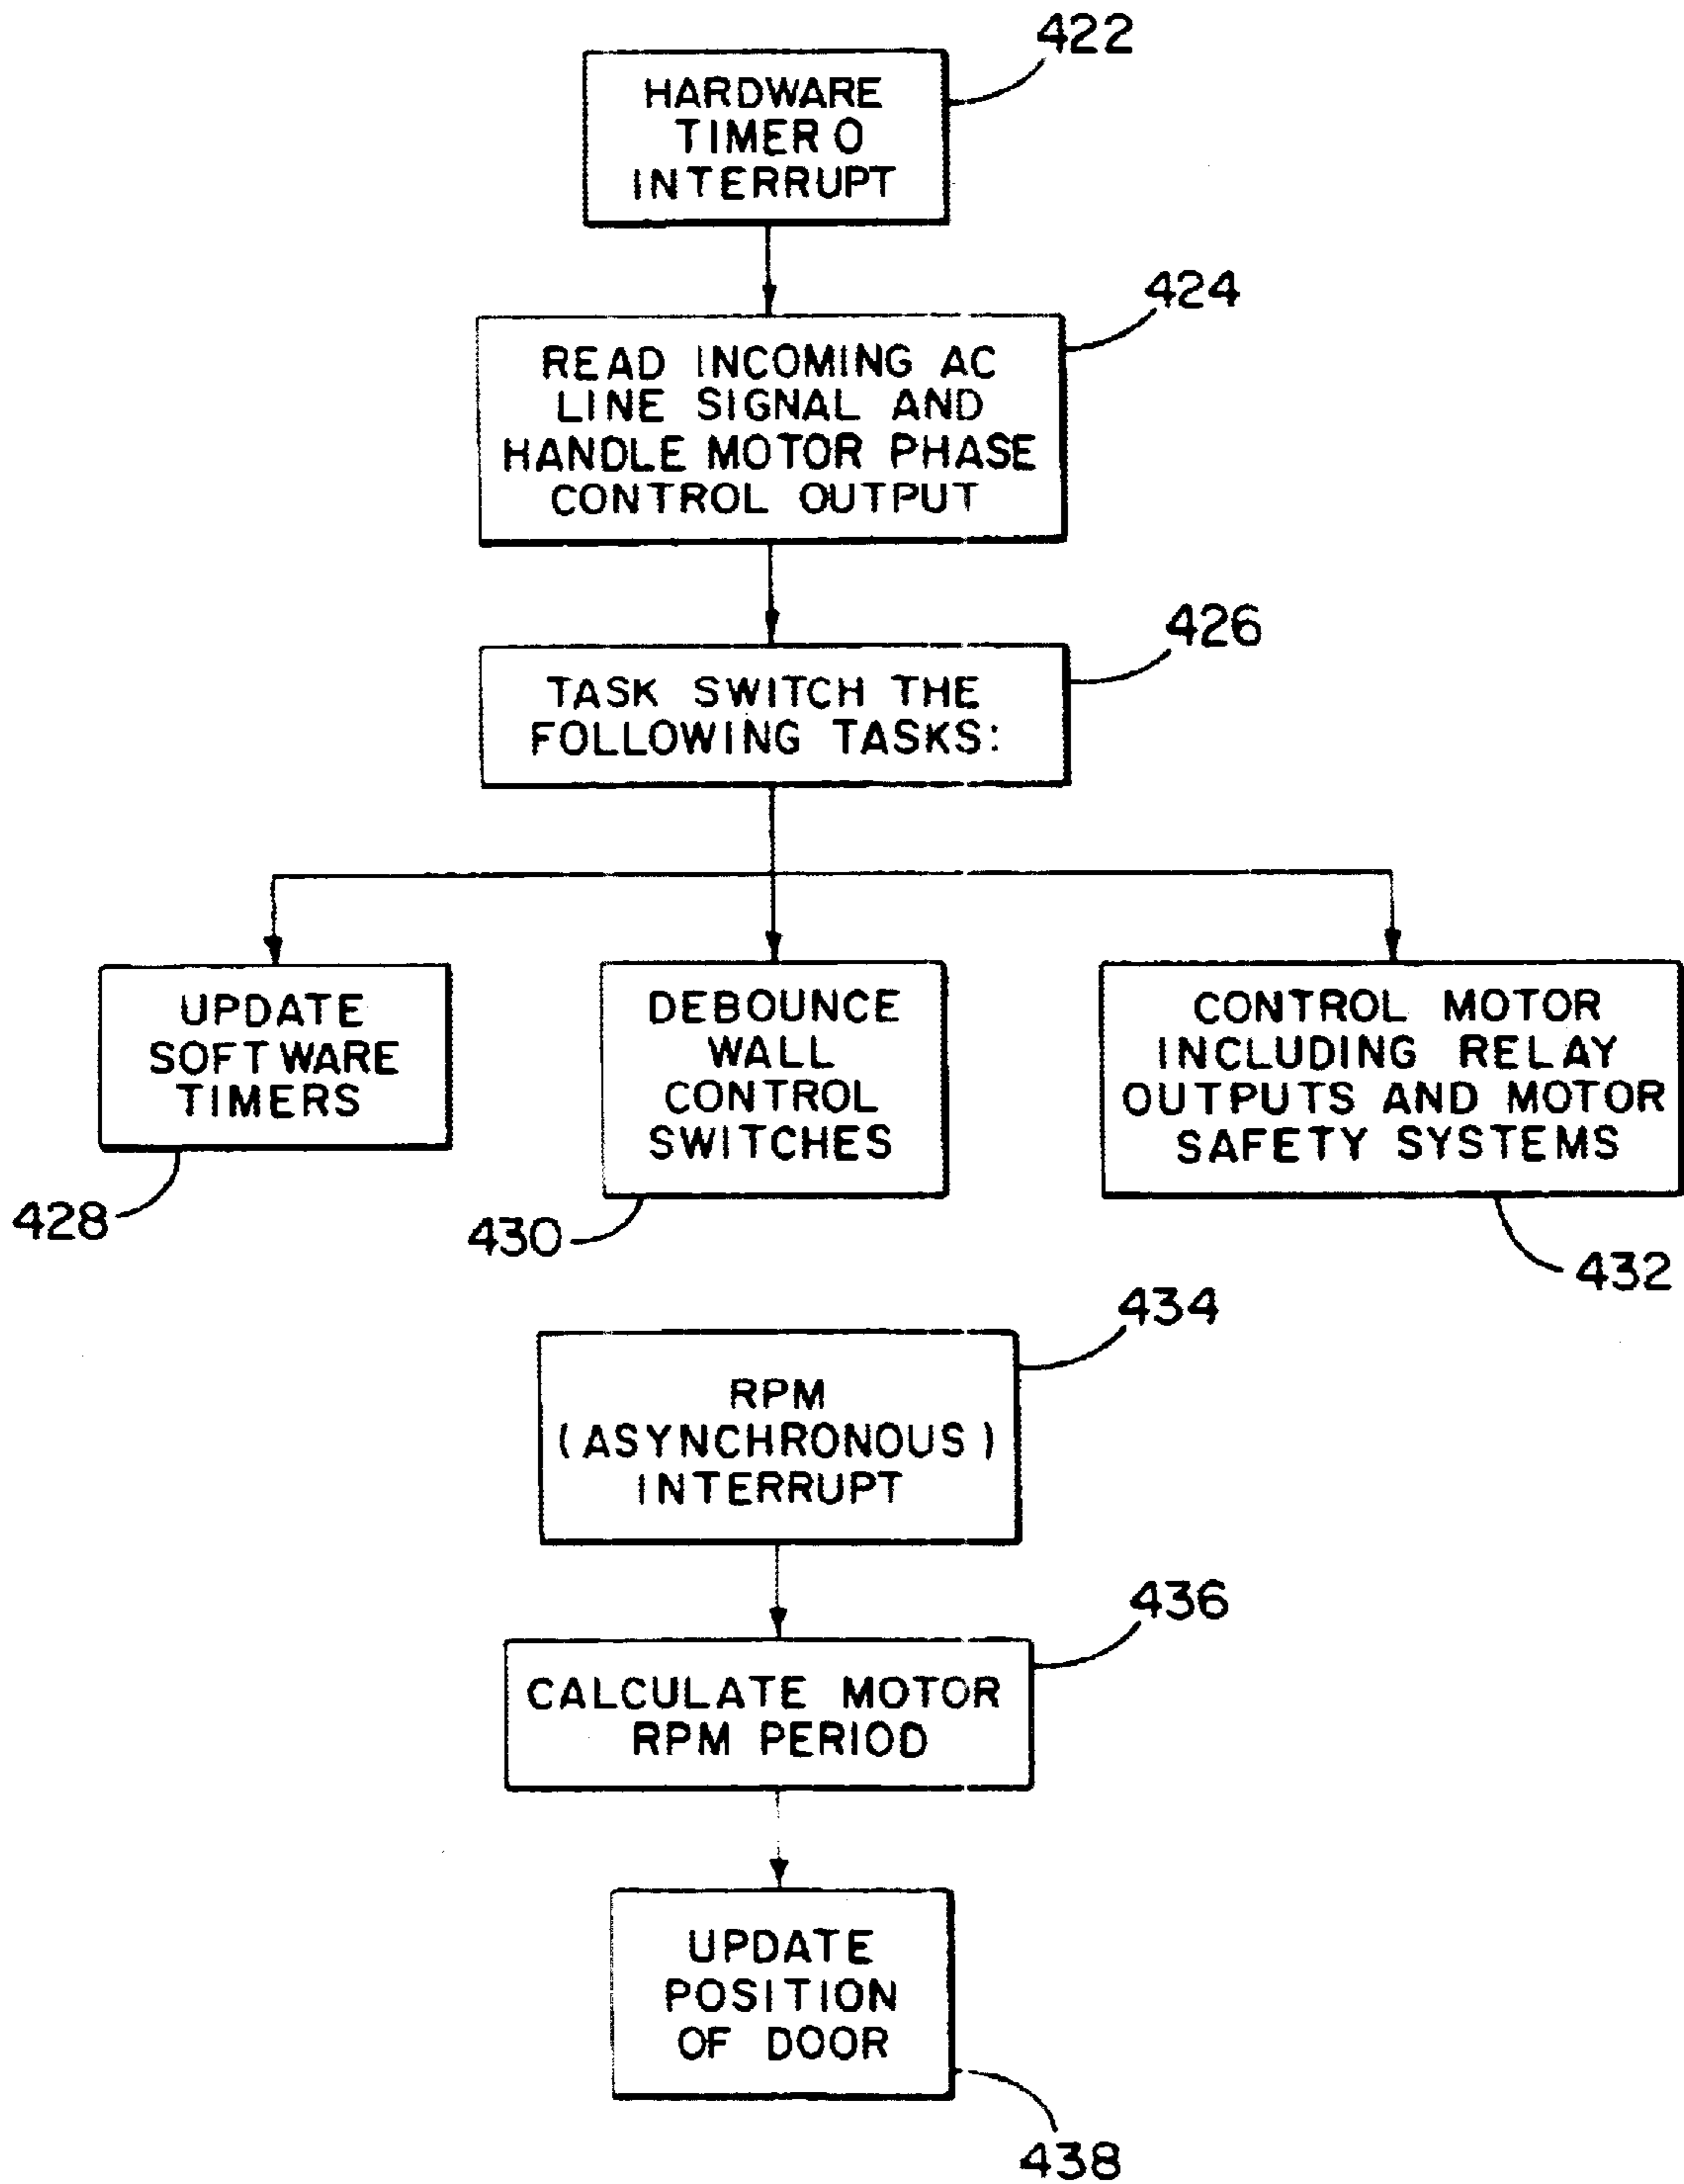 422
HARDWARE
TIMER 0
INTERRUPT
424
READ INCOMING AC
LINE SIGNAL AND
HANDLE MOTOR PHASE
CONTROL OUTPUT
426
TASK SWITCH THE
FOLLOWING TASKS:
UPDATE
SOFTWARE
TIMERS
428
DEBOUNCE
WALL
CONTROL
SWITCHES
430
CONTROL MOTOR
INCLUDING RELAY
OUTPUTS AND MOTOR
SAFETY SYSTEMS
432
434
RPM
(ASYNCHRONOUS)
INTERRUPT
436
CALCULATE MOTOR
RPM PERIOD
UPDATE
POSITION
OF DOOR
438